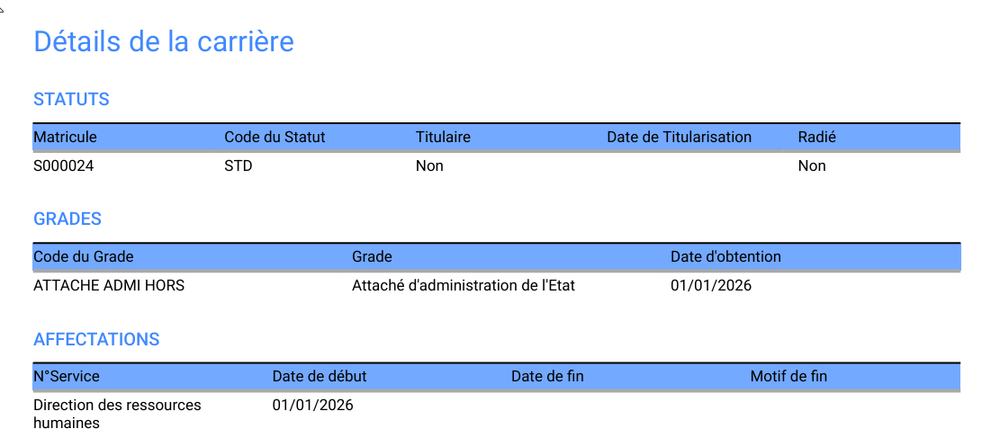 Détails de la carrière
STATUTS
Matricule Code du Statut Titulaire Date de Titularisation Radié
S000024 STD Non Non
GRADES
Code du Grade Grade Date d'obtention
ATTACHE ADMI HORS Attaché d'administration de l'Etat 01/01/2026
AFFECTATIONS
N°Service Date de début Date de fin Motif de fin
Direction des ressources 01/01/2026
humaines